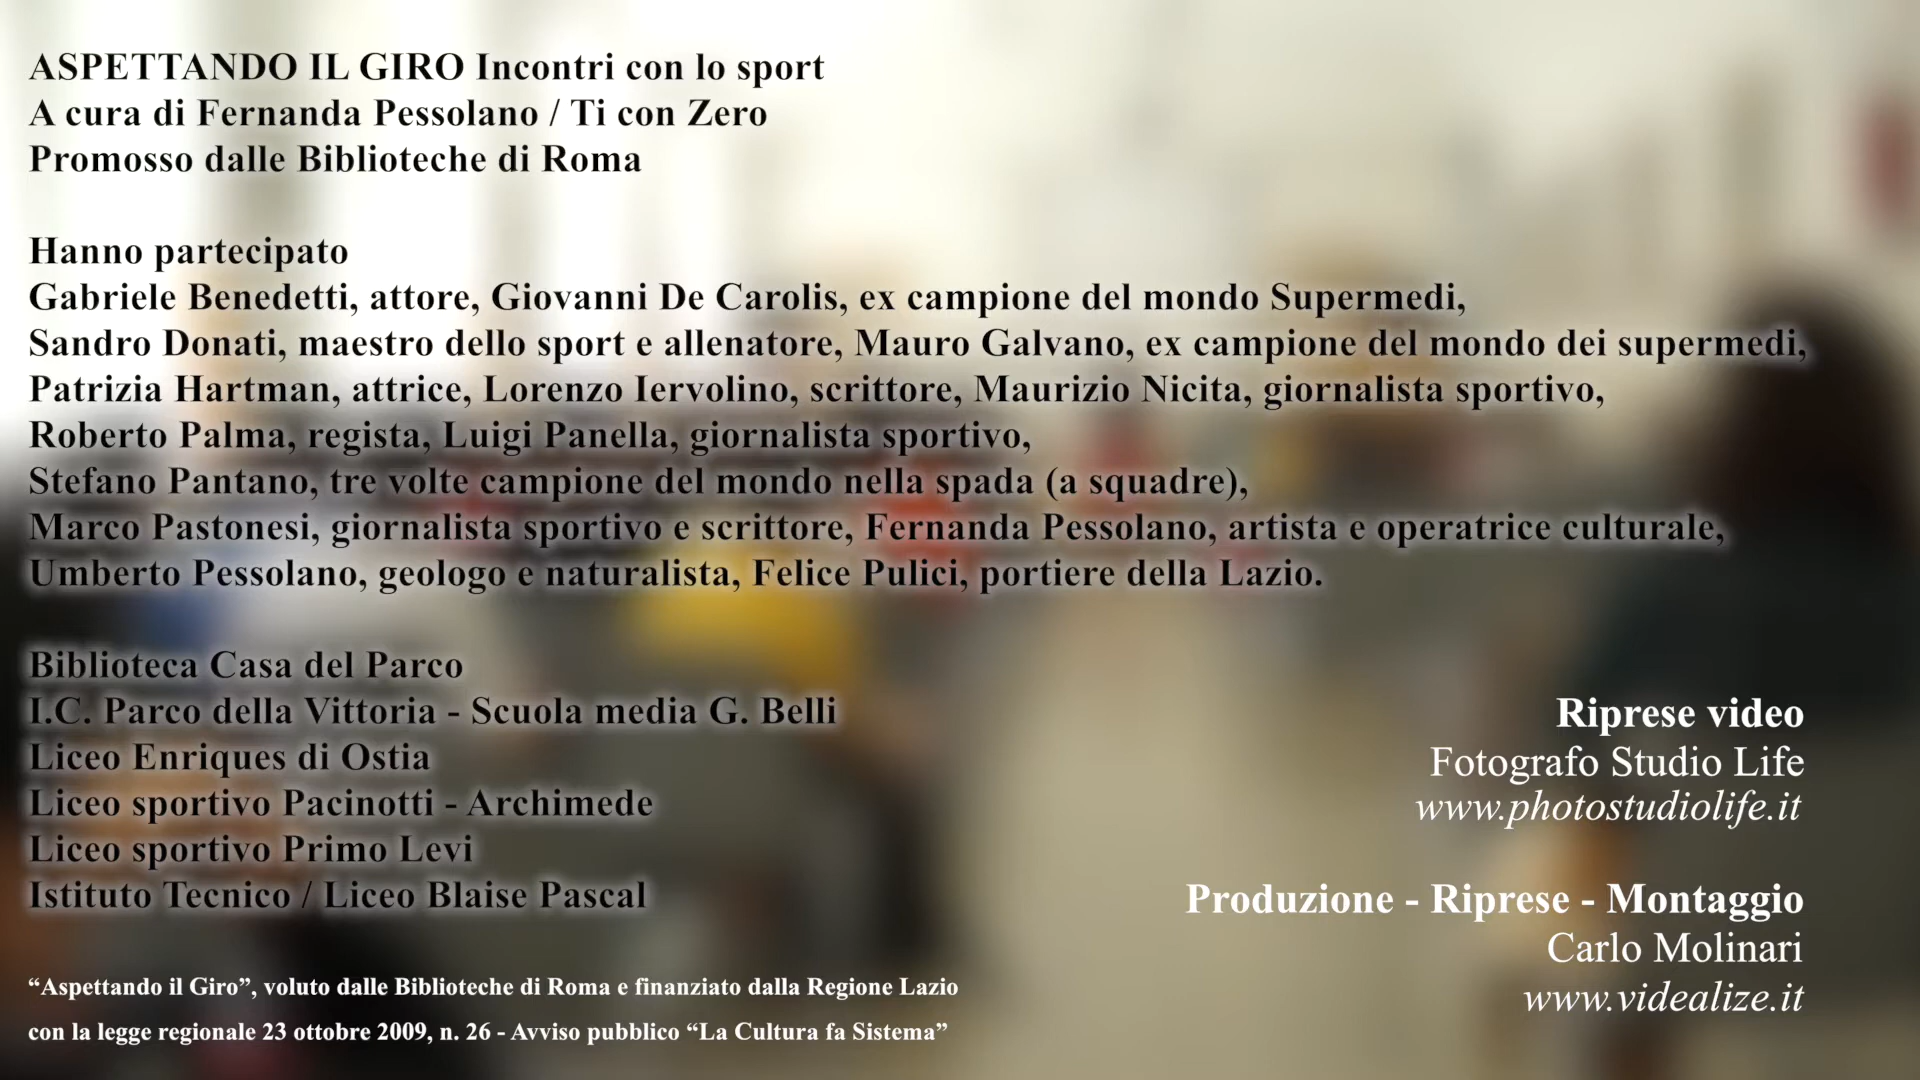 ASPETTANDO IL GIRO Incontri con lo sport
A cura di Fernanda Pessolano / Ti con Zero
Promosso dalle Biblioteche di Roma
Hanno partecipato
Gabriele Benedetti, attore, Giovanni De Carolis, ex campione del mondo Supermedi,
Sandro Donati, maestro dello sport e allenatore, Mauro Galvano, ex campione del mondo dei supermedi,
Patrizia Hartman, attrice, Lorenzo Iervolino, scrittore, Maurizio Nicita, giornalista sportivo,
Roberto Palma, regista, Luigi Panella, giornalista sportivo,
Stefano Pantano, tre volte campione del mondo nella spada (a squadre),
Marco Pastonesi, giornalista sportivo e scrittore, Fernanda Pessolano, artista e operatrice culturale,
Umberto Pessolano, geologo e naturalista, Felice Pulici, portiere della Lazio.
Biblioteca Casa del Parco
I.C. Parco della Vittoria - Scuola media G. Belli
Liceo Enriques di Ostia
Liceo sportivo Pacinotti - Archimede
Liceo sportivo Primo Levi
Istituto Tecnico / Liceo Blaise Pascal
“Aspettando il Giro”, voluto dalle Biblioteche di Roma e finanziato dalla Regione Lazio
con la legge regionale 23 ottobre 2009, n. 26 - Avviso pubblico “La Cultura fa Sistema”
Riprese video
Fotografo Studio Life
www.photostudiolife.it
Produzione - Riprese - Montaggio
Carlo Molinari
www.videalize.it